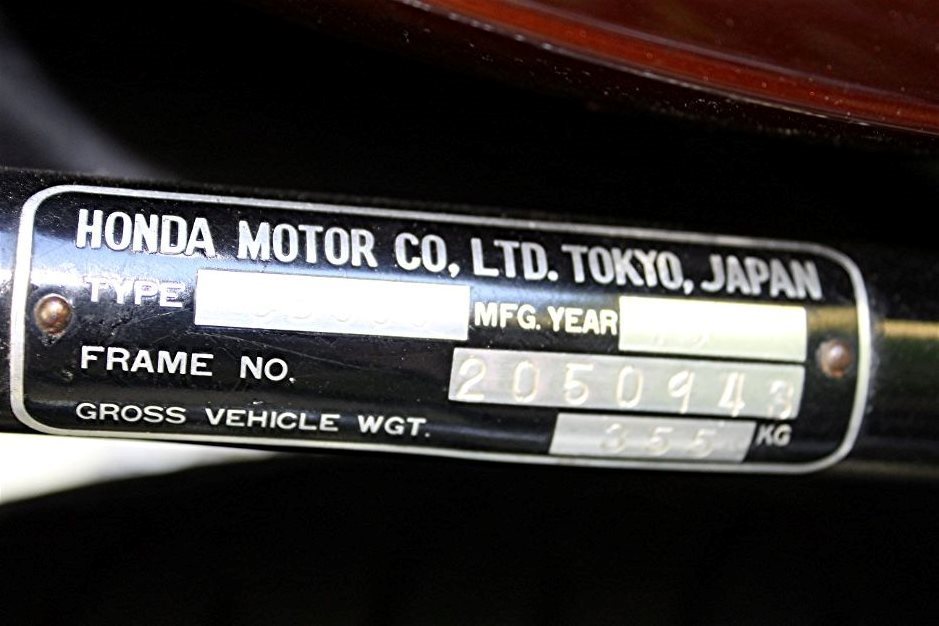 HONDA MOTOR CO., LTD. TOKYO, JAPAN
TYPE MFG. YEAR
FRAME NO. 2050943
GROSS VEHICLE WGT. 355 KG